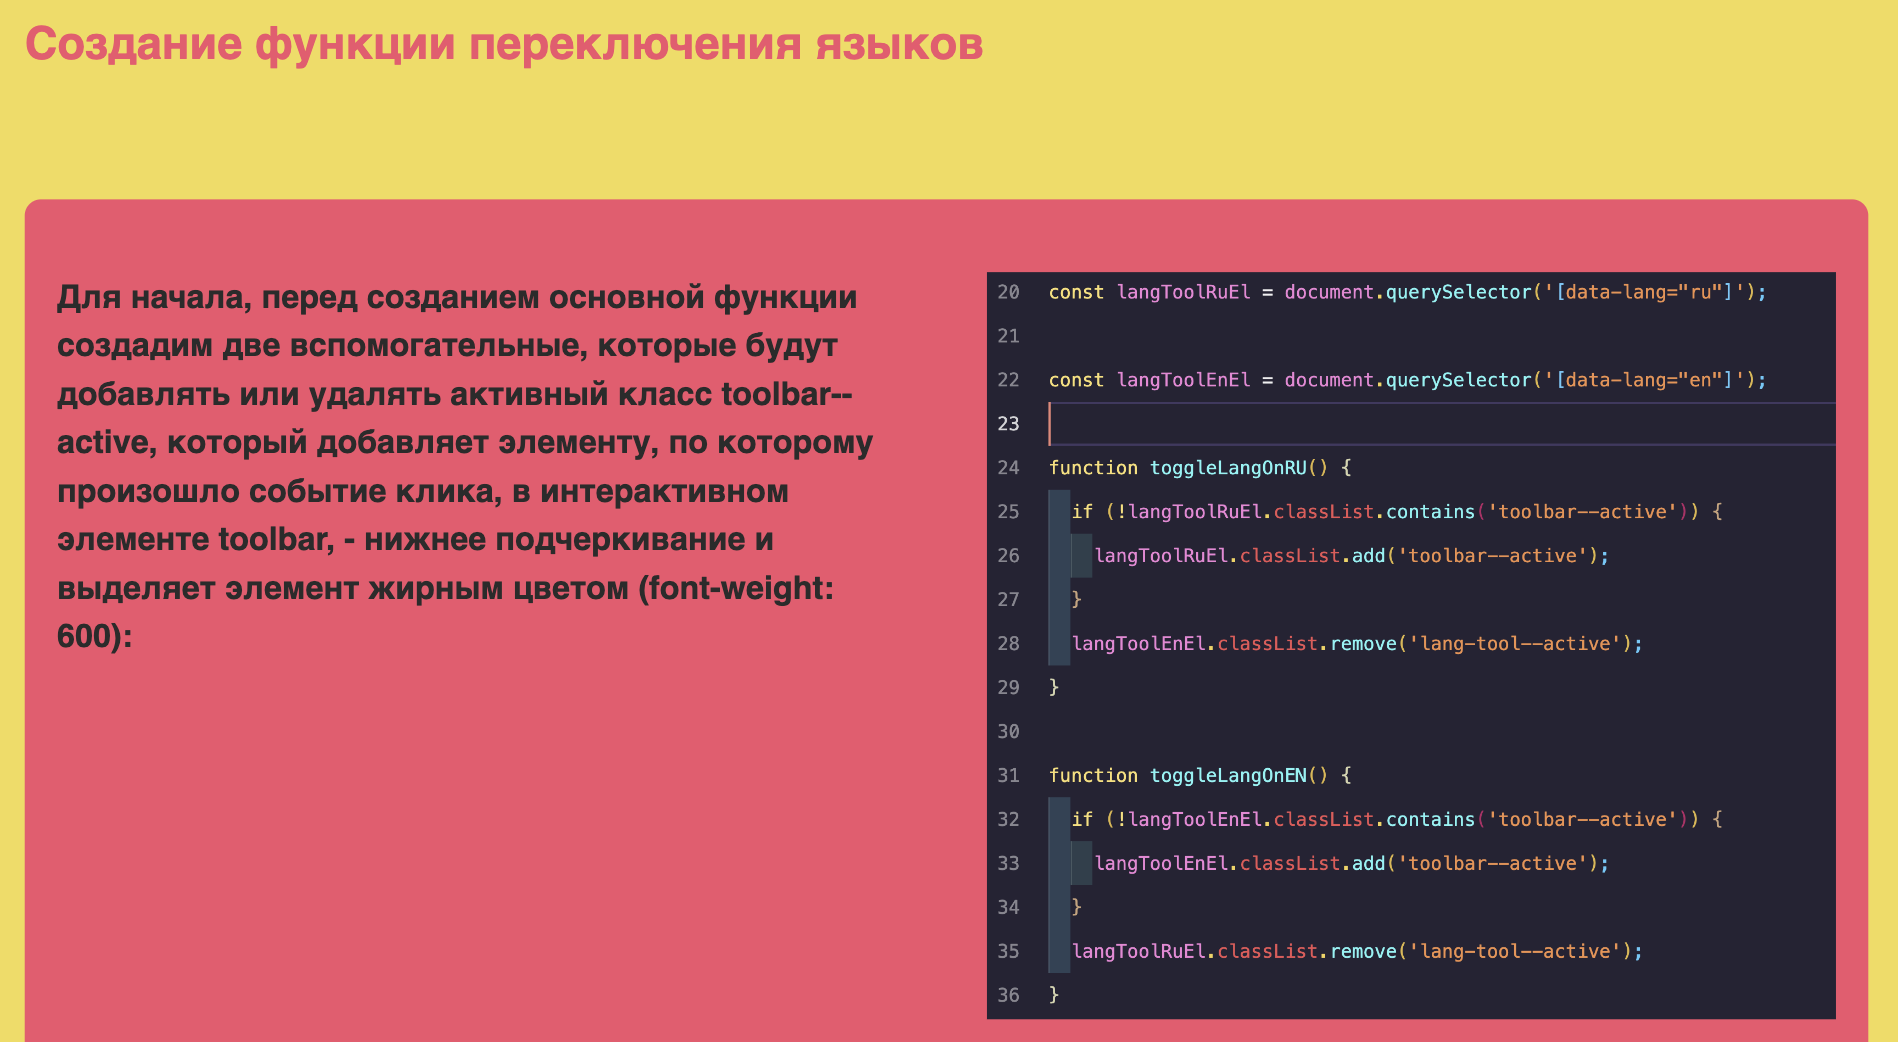 Создание функции переключения языков
Для начала, перед созданием основной функции
создадим две вспомогательные, которые будут
добавлять или удалять активный класс toolbar--
active, который добавляет элементу, по которому
произошло событие клика, в интерактивном
элементе toolbar, - нижнее подчеркивание и
выделяет элемент жирным цветом (font-weight:
600):
20 const langToolRuEl = document.querySelector('[data-lang="ru"]');
21
22 const langToolEnEl = document.querySelector('[data-lang="en"]');
23
24 function toggleLangOnRU() {
25 if (!langToolRuEl.classList.contains('toolbar--active')) {
26 langToolRuEl.classList.add('toolbar--active');
27 }
28 langToolEnEl.classList.remove('lang-tool--active');
29 }
30
31 function toggleLangOnEN() {
32 if (!langToolEnEl.classList.contains('toolbar--active')) {
33 langToolEnEl.classList.add('toolbar--active');
34 }
35 langToolRuEl.classList.remove('lang-tool--active');
36 }